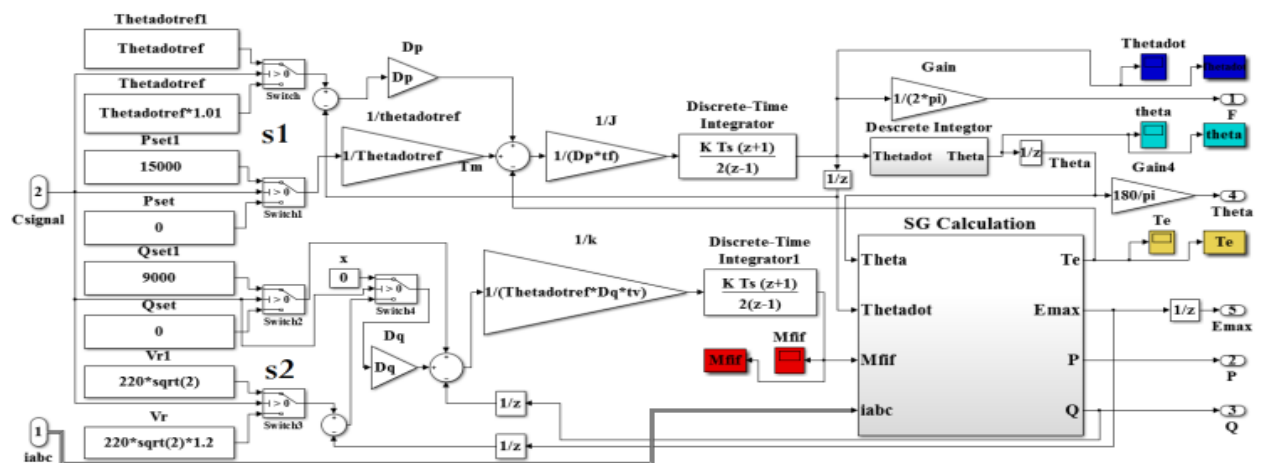 Thetadotref1
Thetadotref
> 0
Switch
Thetadotref
Thetadotref*1.01
s1
Pset1
15000
> 0
Switch1
Pset
0
2
Csignal
Qset1
9000
> 0
Switch2
Qset
0
Vr1
220*sqrt(2)
s2
> 0
Switch3
Vr
220*sqrt(2)*1.2
1
iabc
Dp
Dp
1/thetadotref
1/Thetadotref
Tm
1/J
1/(Dp*tf)
Discrete-Time
Integrator
K Ts (z+1)
2(z-1)
x
0
> 0
Switch4
Dq
Dq
1/k
1/(Thetadotref*Dq*tv)
Discrete-Time
Integrator1
K Ts (z+1)
2(z-1)
Mfif
Mfif
1/z
1/z
1/z
Gain
1/(2*pi)
Descrete Integtor
Thetadot
Theta
1/z
Theta
Thetadot
1
F
theta
theta
Gain4
180/pi
4
Theta
SG Calculation
Theta
Thetadot
Mfif
iabc
Te
Emax
P
Q
Te
Te
1/z
5
Emax
2
P
3
Q